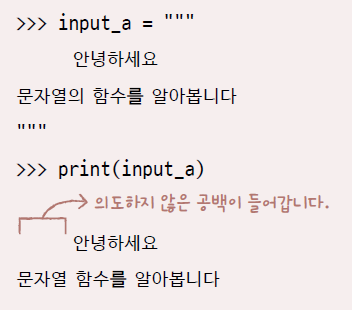 >>> input_a = """
안녕하세요
문자열의 함수를 알아봅니다
"""
>>> print(input_a)
의도하지 않은 공백이 들어갑니다.
안녕하세요
문자열 함수를 알아봅니다